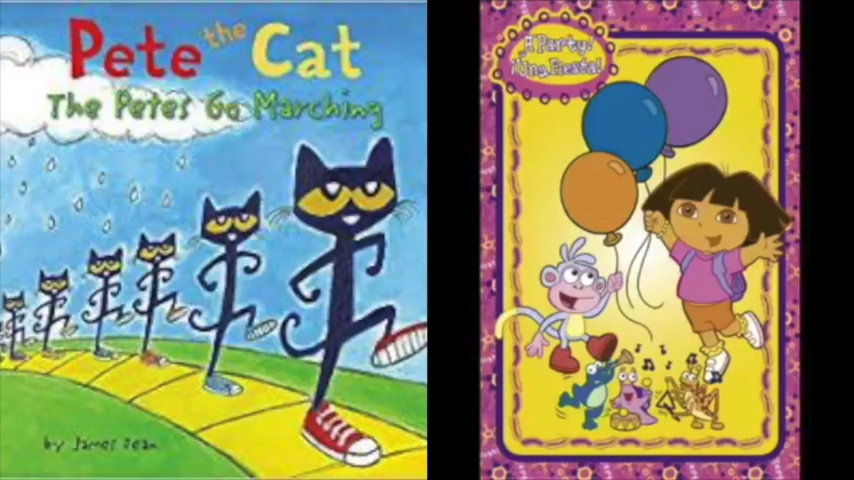 Pete the Cat
The Petes Go Marching
by James Dean
A Party!
¡Una Fiesta!